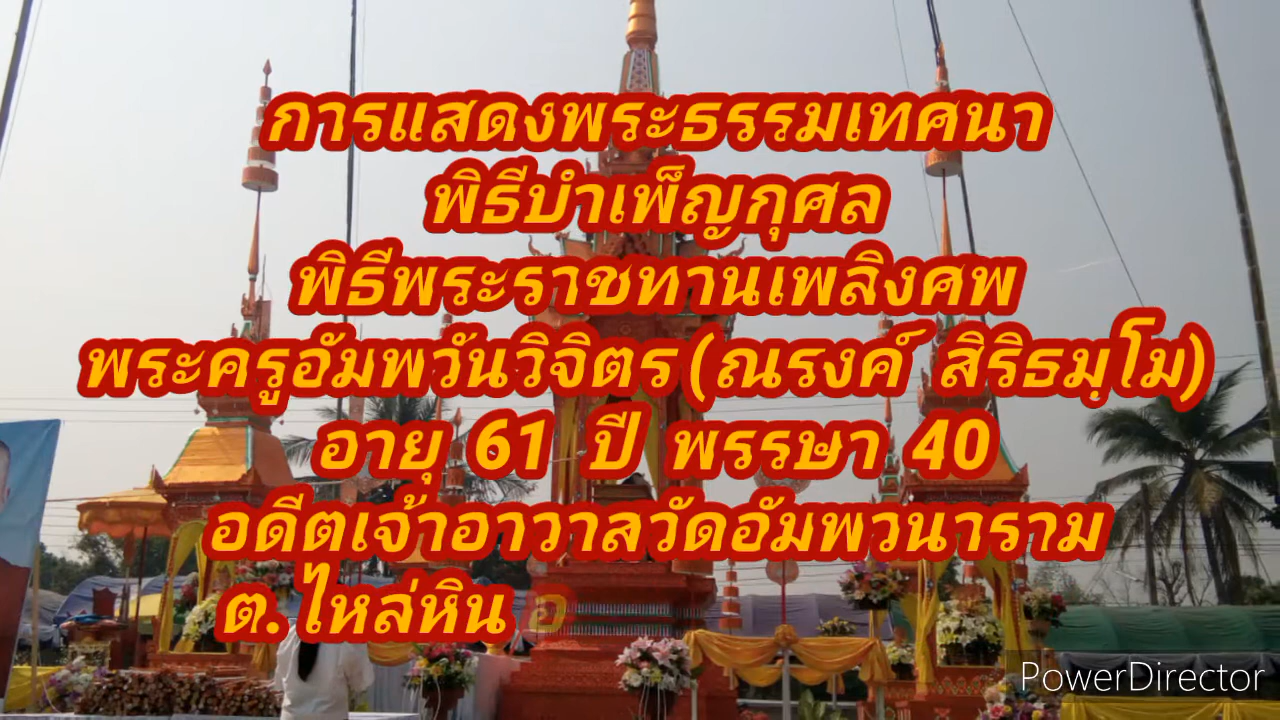 การแสดงพระธรรมเทศนา
พิธีบำเพ็ญกุศล
พิธีพระราชทานเพลิงศพ
พระครูอัมพวันวิจิตร(ณรงค์ สิริธมฺโม)
อายุ 61 ปี พรรษา 40
อดีตเจ้าอาวาสวัดอัมพวนาราม
ต.ไหล่หิน อ
PowerDirector